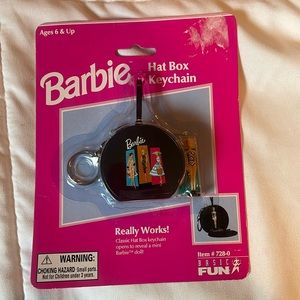 Ages 6 & Up
Barbie™
Hat Box
Keychain
Barbie
Really Works!
Classic Hat Box keychain
opens to reveal a mini
Barbie™ doll!
WARNING:
CHOKING HAZARD-Small parts.
Not for children under 3 years.
Item # 728-0
BASIC
FUN